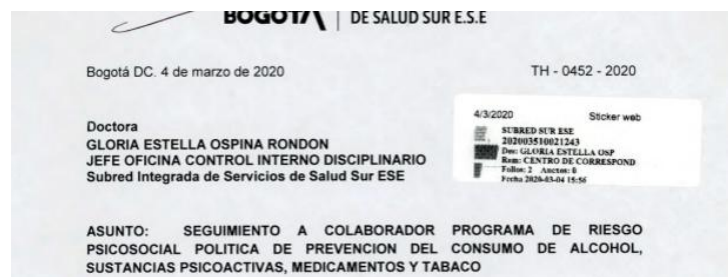 BOGOTÁ | DE SALUD SUR E.S.E
Bogotá DC. 4 de marzo de 2020 TH - 0452 - 2020
4/3/2020 Sticker web
SUBRED SUR ESE
202003510021243
Doc: GLORIA ESTELLA OSP
Rem: CENTRO DE CORRESPOND
Folios: 2 Anexos: 0
Fecha 2020-03-04 15:56
Doctora
GLORIA ESTELLA OSPINA RONDON
JEFE OFICINA CONTROL INTERNO DISCIPLINARIO
Subred Integrada de Servicios de Salud Sur ESE
ASUNTO: SEGUIMIENTO A COLABORADOR PROGRAMA DE RIESGO
PSICOSOCIAL POLITICA DE PREVENCION DEL CONSUMO DE ALCOHOL,
SUSTANCIAS PSICOACTIVAS, MEDICAMENTOS Y TABACO